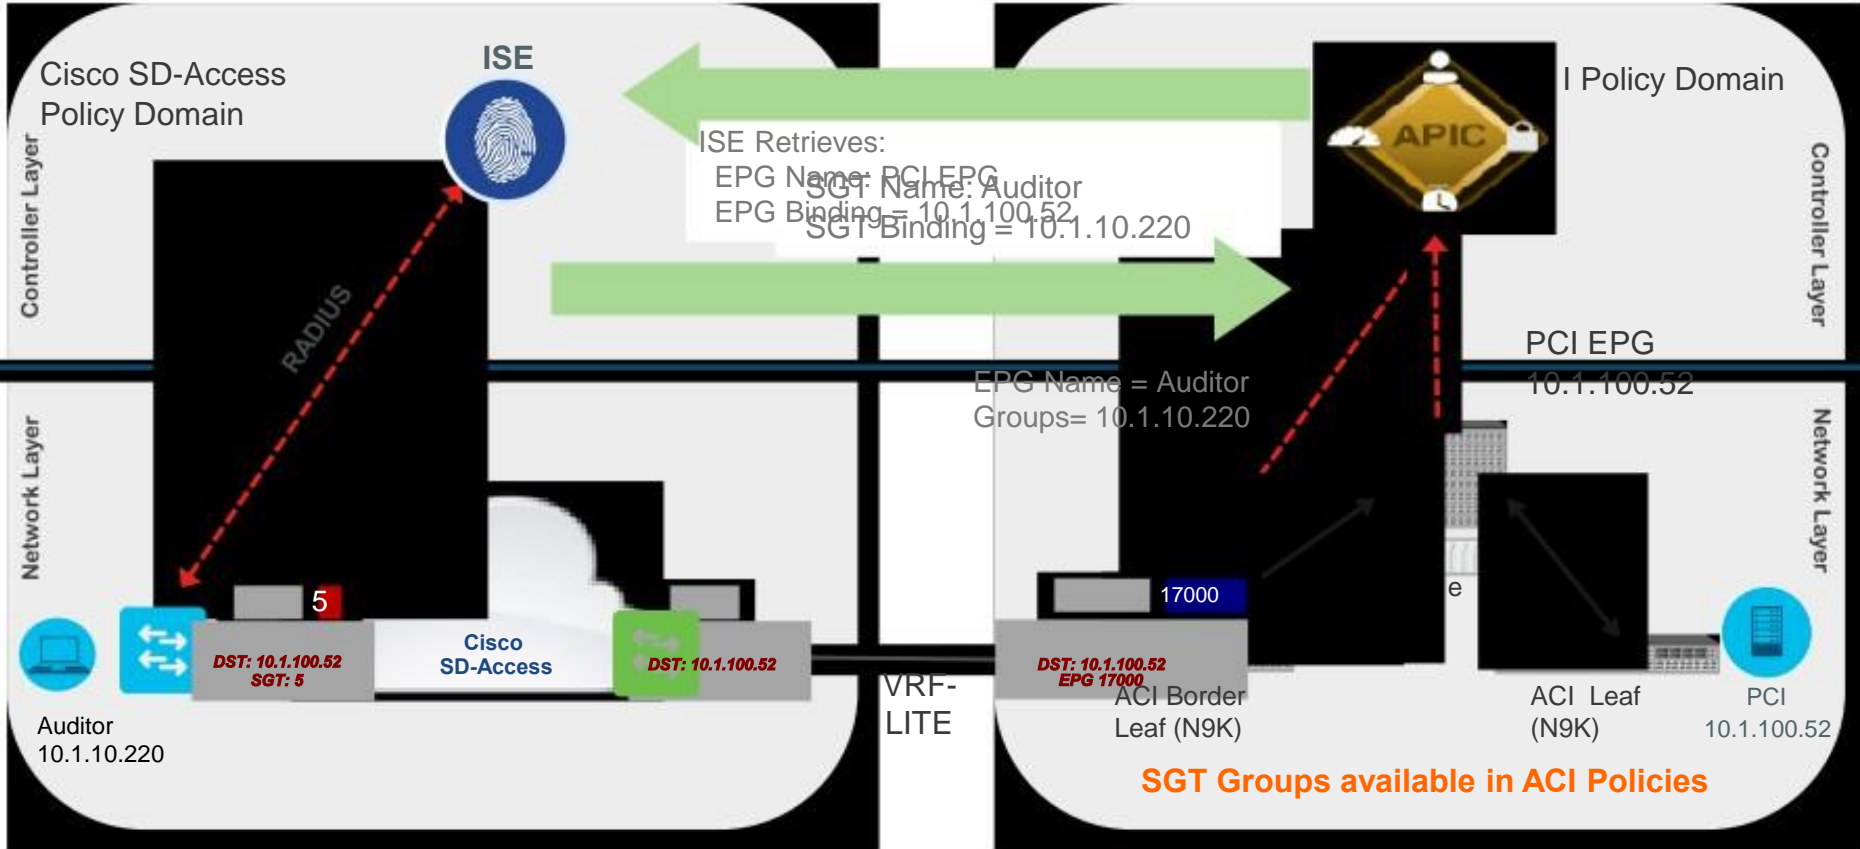 Cisco SD-Access
Policy Domain
ISE
I Policy Domain
APIC
Controller Layer
Controller Layer
ISE Retrieves:
EPG Name: PCI EPG
EPG Binding = 10.1.100.52
SGT Name: Auditor
SGT Binding = 10.1.10.220
RADIUS
PCI EPG
10.1.100.52
EPG Name = Auditor
Groups= 10.1.10.220
Network Layer
Network Layer
5
17000
e
DST: 10.1.100.52
SGT: 5
Cisco
SD-Access
DST: 10.1.100.52
DST: 10.1.100.52
EPG 17000
VRF-
LITE
ACI Border
Leaf (N9K)
ACI Leaf
(N9K)
PCI
10.1.100.52
Auditor
10.1.10.220
SGT Groups available in ACI Policies